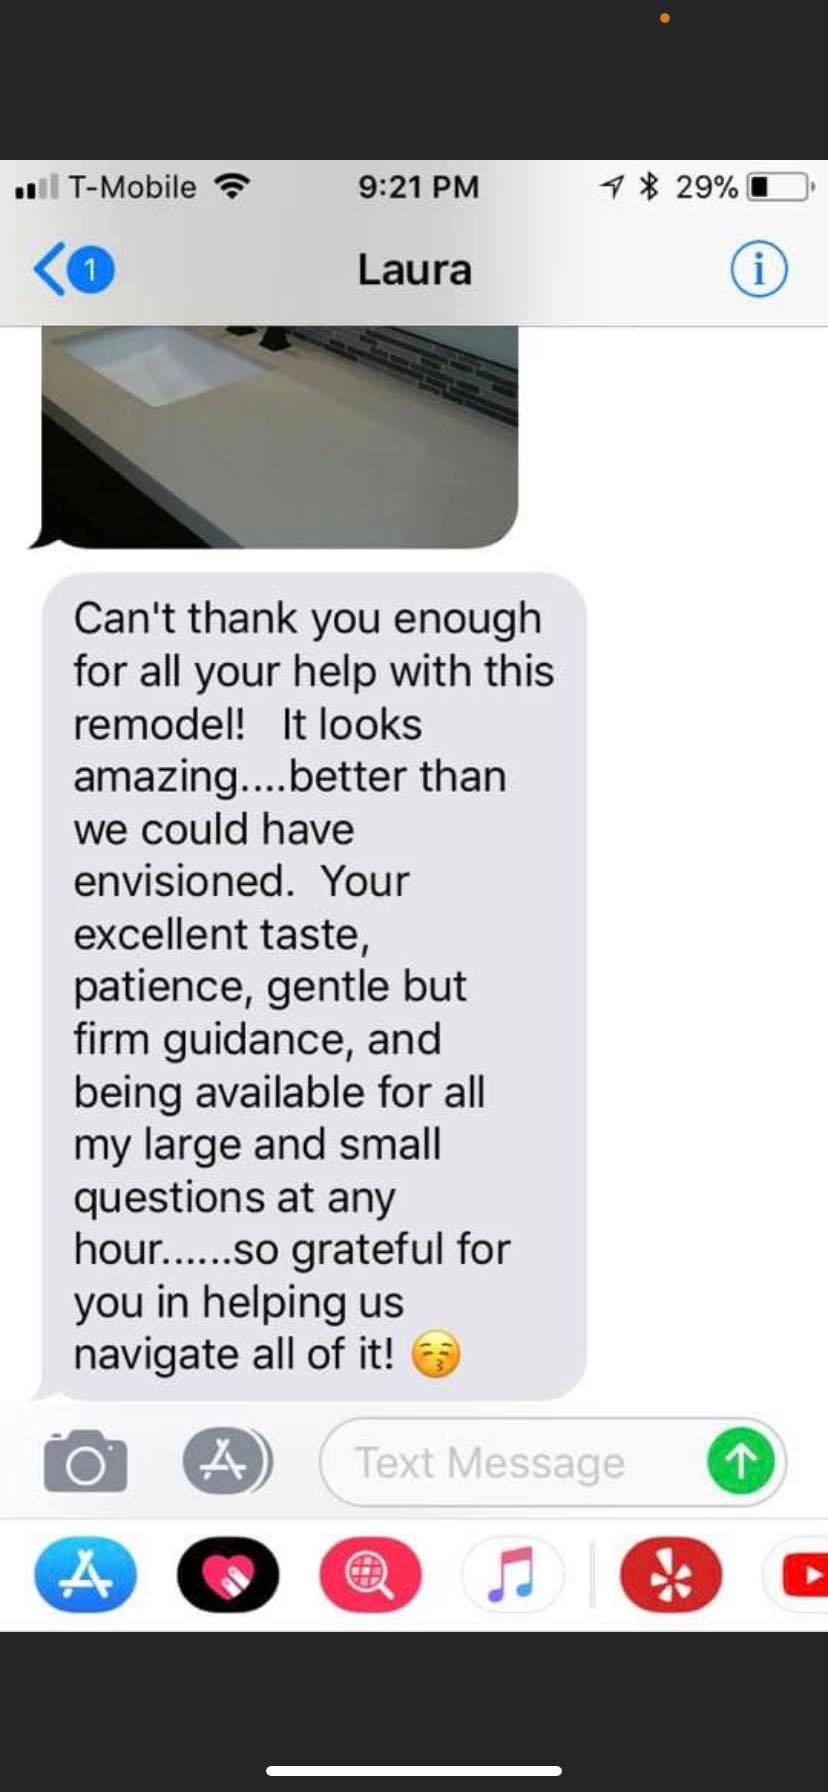 T-Mobile 9:21 PM 29%
1 Laura
Can't thank you enough
for all your help with this
remodel!   It looks
amazing....better than
we could have
envisioned.  Your
excellent taste,
patience, gentle but
firm guidance, and
being available for all
my large and small
questions at any
hour......so grateful for
you in helping us
navigate all of it! 😚
Text Message